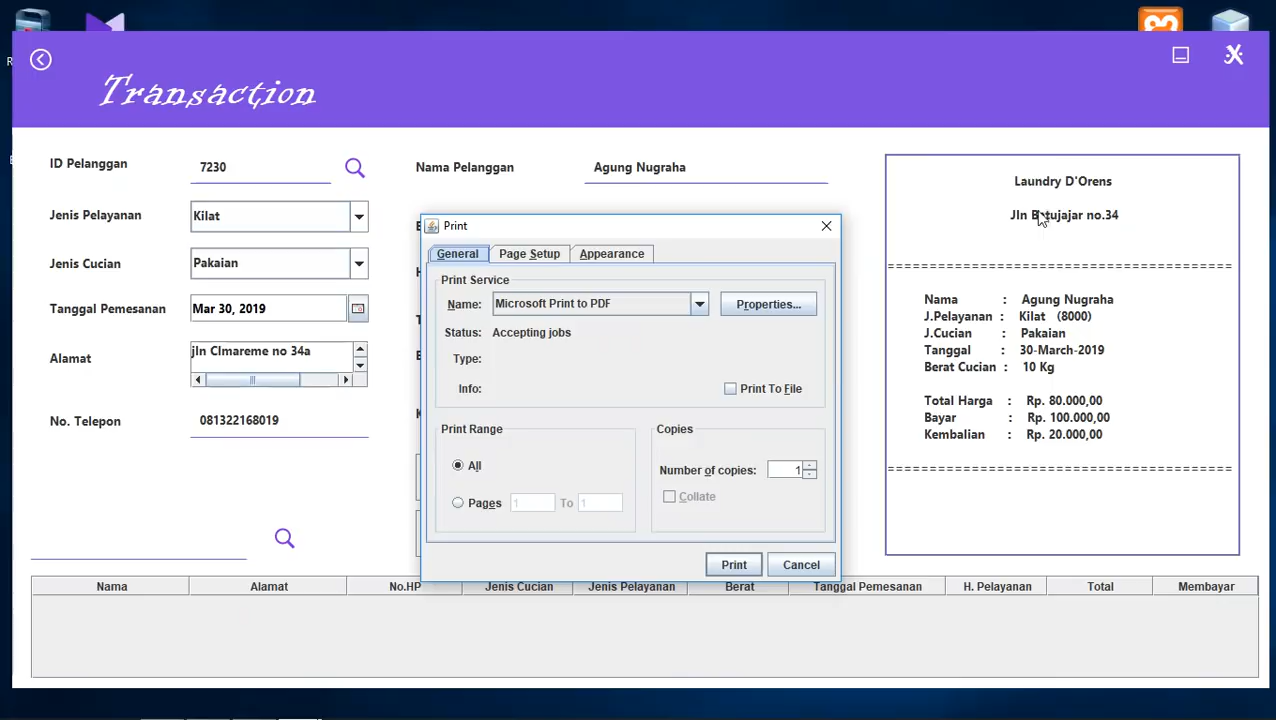 Transaction
ID Pelanggan
7230
Nama Pelanggan
Agung Nugraha
Jenis Pelayanan
Kilat
Jenis Cucian
Pakaian
Tanggal Pemesanan
Mar 30, 2019
Alamat
jln CImareme no 34a
No. Telepon
081322168019
Print
General
Page Setup
Appearance
Print Service
Name:
Microsoft Print to PDF
Properties...
Status:
Accepting jobs
Type:
Info:
Print To File
Print Range
All
Pages
1
To
1
Copies
Number of copies:
1
Collate
Print
Cancel
Laundry D'Orens
Jln Batujajar no.34
==========================================
Nama : Agung Nugraha
J.Pelayanan : Kilat (8000)
J.Cucian : Pakaian
Tanggal : 30-March-2019
Berat Cucian : 10 Kg
Total Harga : Rp. 80.000,00
Bayar : Rp. 100.000,00
Kembalian : Rp. 20.000,00
==========================================
Nama
Alamat
No.HP
Jenis Cucian
Jenis Pelayanan
Berat
Tanggal Pemesanan
H. Pelayanan
Total
Membayar